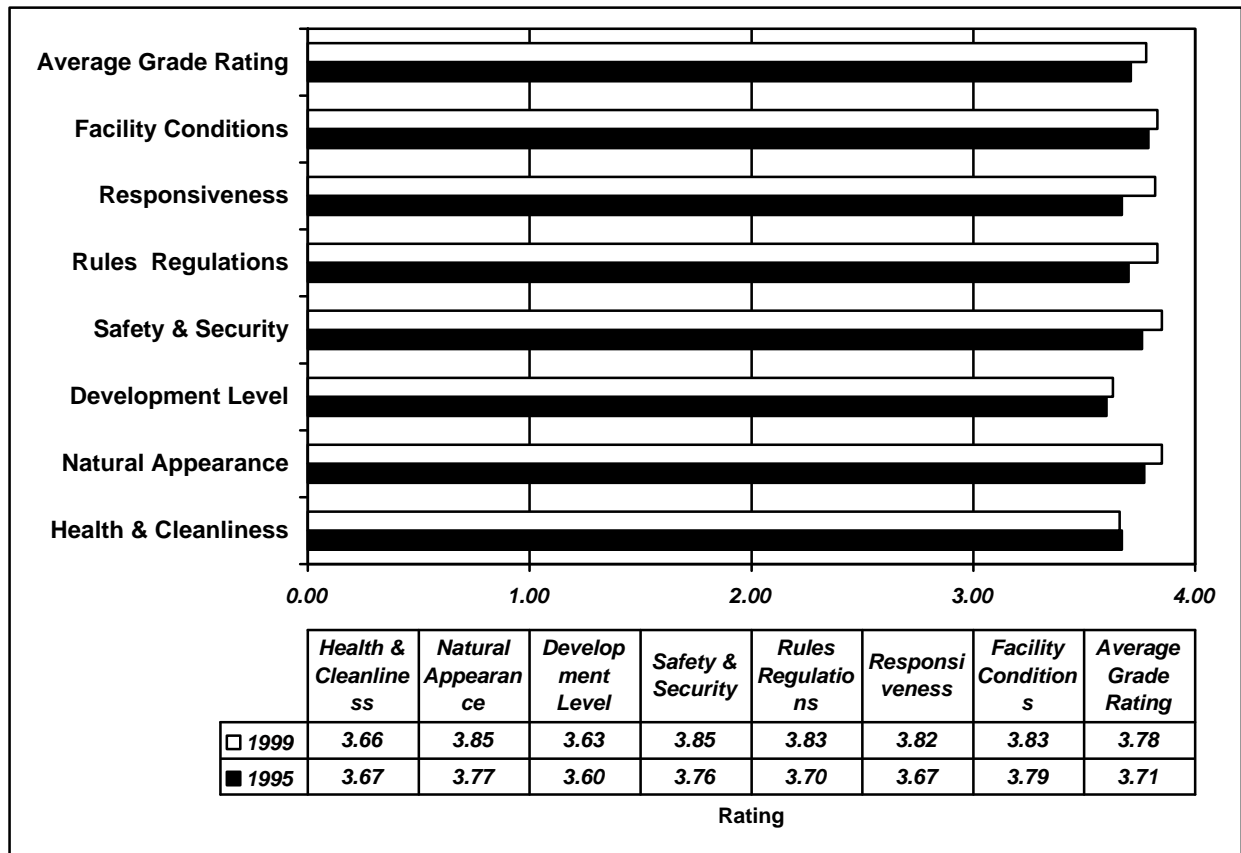 Average Grade Rating
Facility Conditions
Responsiveness
Rules Regulations
Safety & Security
Development Level
Natural Appearance
Health & Cleanliness
0.00 1.00 2.00 3.00 4.00
Health & Cleanline ss Natural Appearan ce Develop ment Level Safety & Security Rules Regulatio ns Responsi veness Facility Condition s Average Grade Rating
1999 3.66 3.85 3.63 3.85 3.83 3.82 3.83 3.78
1995 3.67 3.77 3.60 3.76 3.70 3.67 3.79 3.71
Rating